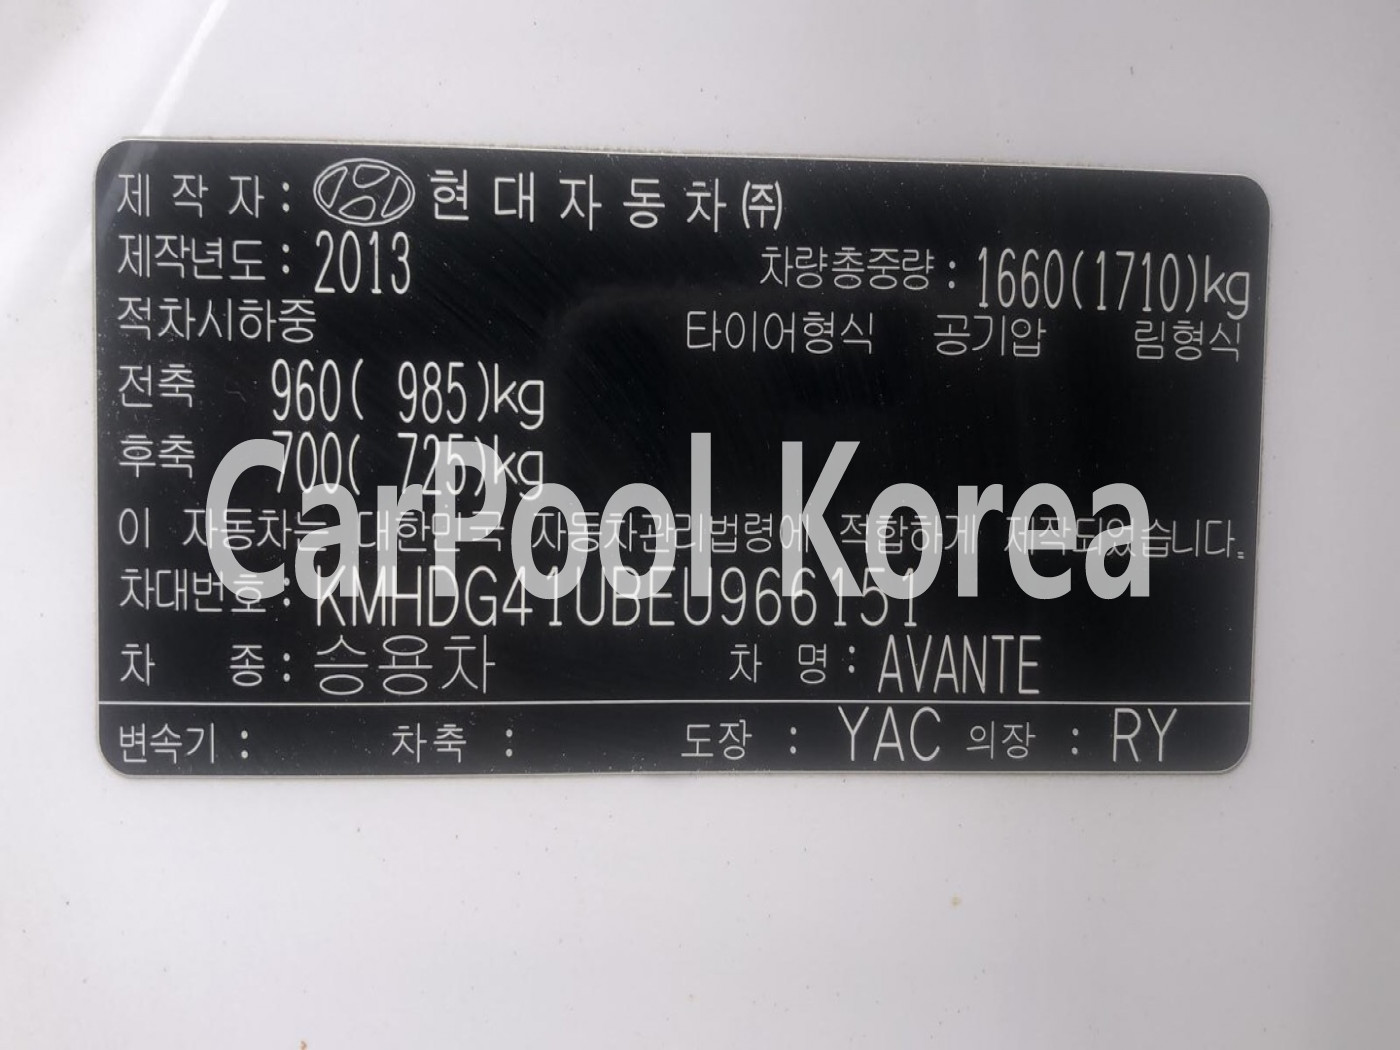 제 작 자 : 현 대 자 동 차 ㈜
제작년도 : 2013
차량총중량 : 1660(1710)kg
적차시하중
타이어형식 공기압 림형식
전축 960( 985)kg
후축 700( 725)kg
CarPool Korea
이 자동차는 대한민국 자동차관리법령에 적합하게 제작되었습니다.
차대번호 : KMHDG41UBEU966151
차 종 : 승용차 차 명 : AVANTE
변속기 : 차축 : 도장 : YAC 의장 : RY